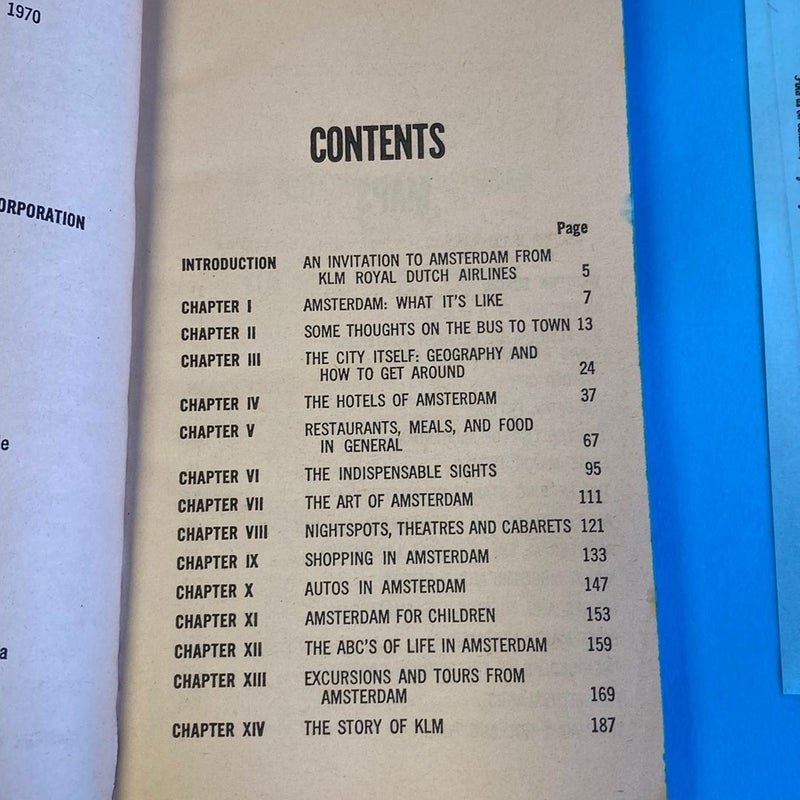 1970
ORPORATION
e
a
CONTENTS
Page
INTRODUCTION AN INVITATION TO AMSTERDAM FROM
KLM ROYAL DUTCH AIRLINES 5
CHAPTER I AMSTERDAM: WHAT IT'S LIKE 7
CHAPTER II SOME THOUGHTS ON THE BUS TO TOWN 13
CHAPTER III THE CITY ITSELF: GEOGRAPHY AND
HOW TO GET AROUND 24
CHAPTER IV THE HOTELS OF AMSTERDAM 37
CHAPTER V RESTAURANTS, MEALS, AND FOOD
IN GENERAL 67
CHAPTER VI THE INDISPENSABLE SIGHTS 95
CHAPTER VII THE ART OF AMSTERDAM 111
CHAPTER VIII NIGHTSPOTS, THEATRES AND CABARETS 121
CHAPTER IX SHOPPING IN AMSTERDAM 133
CHAPTER X AUTOS IN AMSTERDAM 147
CHAPTER XI AMSTERDAM FOR CHILDREN 153
CHAPTER XII THE ABC'S OF LIFE IN AMSTERDAM 159
CHAPTER XIII EXCURSIONS AND TOURS FROM
AMSTERDAM 169
CHAPTER XIV THE STORY OF KLM 187